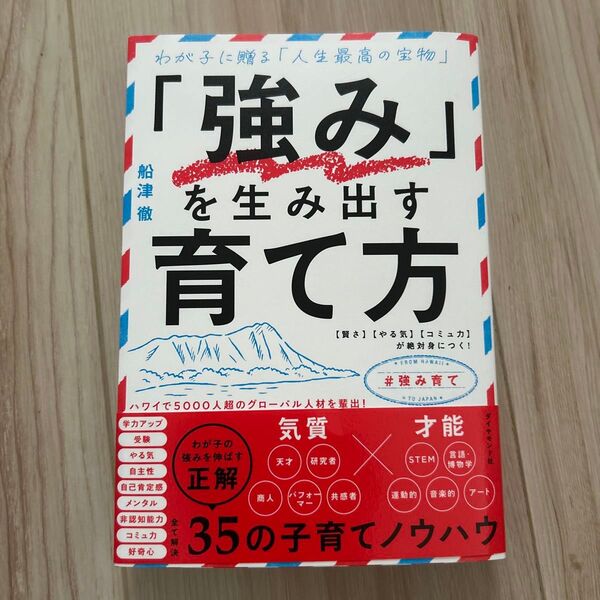 わが子に贈る「人生最高の宝物」
「強み」
を生み出す
育て方
船津 徹
【賢さ】【やる気】【コミュ力】
が絶対身につく!
FROM HAWAII
#強み育て
TO JAPAN
ハワイで5000人超のグローバル人材を輩出!
ダイヤモンド社
学力アップ
受験
やる気
自主性
自己肯定感
メンタル
非認知能力
コミュ力
好奇心
全て解決
わが子の
強みを伸ばす
正解
気質
天才
研究者
商人
パフォー
マー
共感者
×
才能
STEM
言語・
博物学
運動的
音楽的
アート
35の子育てノウハウ